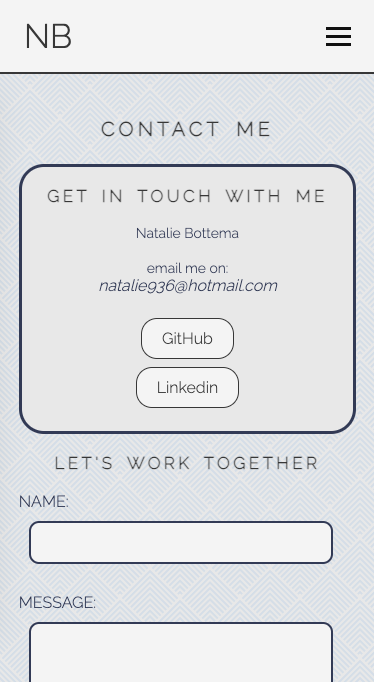 NB
CONTACT ME
GET IN TOUCH WITH ME
Natalie Bottema
email me on:
natalie936@hotmail.com
GitHub
Linkedin
LET'S WORK TOGETHER
NAME:
MESSAGE: